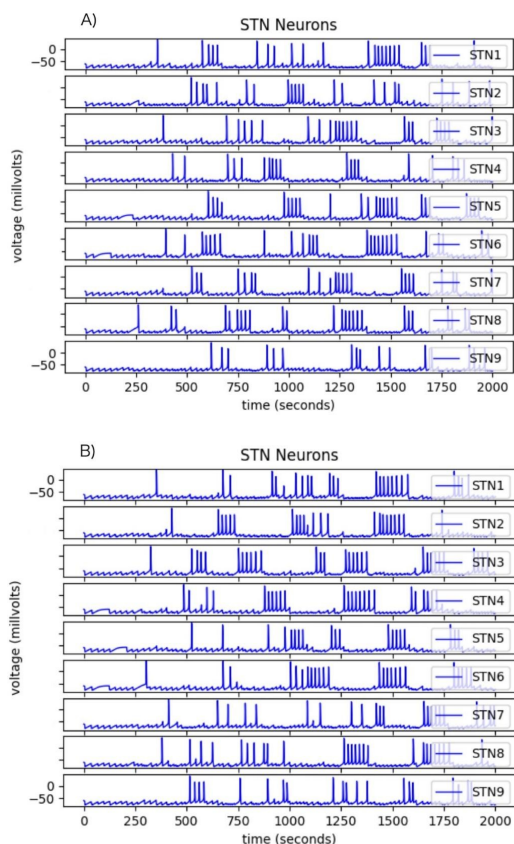 A)
STN Neurons
voltage (millvolts)
0
−50
STN1
STN2
STN3
STN4
STN5
STN6
STN7
STN8
0
−50
STN9
0 250 500 750 1000 1250 1500 1750 2000
time (seconds)
B)
STN Neurons
voltage (millvolts)
0
−50
STN1
STN2
STN3
STN4
STN5
STN6
STN7
STN8
0
−50
STN9
0 250 500 750 1000 1250 1500 1750 2000
time (seconds)